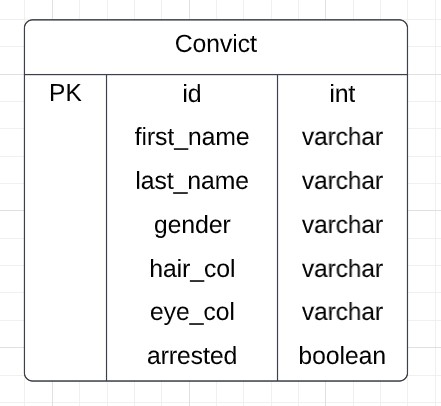 Convict
PK id int
first_name varchar
last_name varchar
gender varchar
hair_col varchar
eye_col varchar
arrested boolean